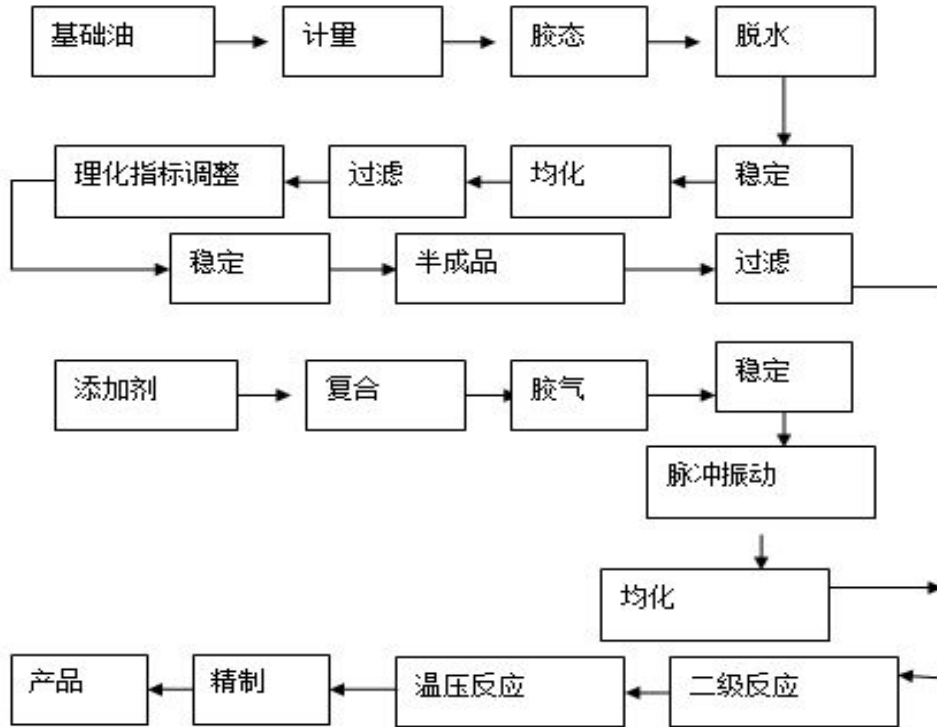 基础油
计量
胶态
脱水
理化指标调整
过滤
均化
稳定
稳定
半成品
过滤
添加剂
复合
胶气
稳定
脉冲振动
均化
产品
精制
温压反应
二级反应